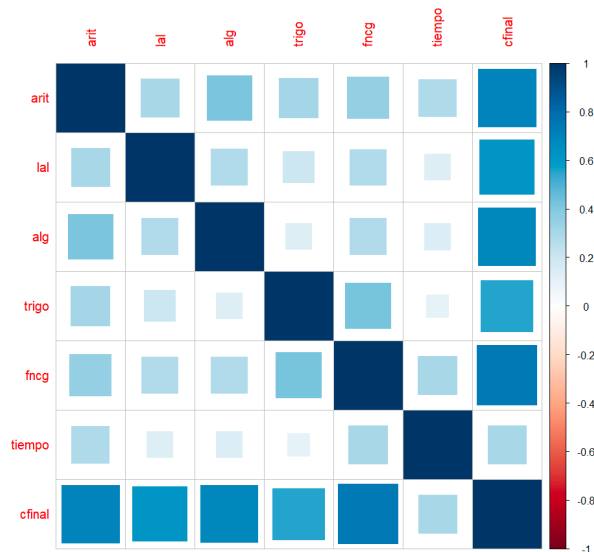 arit lal alg trigo fncg tiempo cfinal
arit
lal
alg
trigo
fncg
tiempo
cfinal
1
0.8
0.6
0.4
0.2
0
-0.2
-0.4
-0.6
-0.8
-1